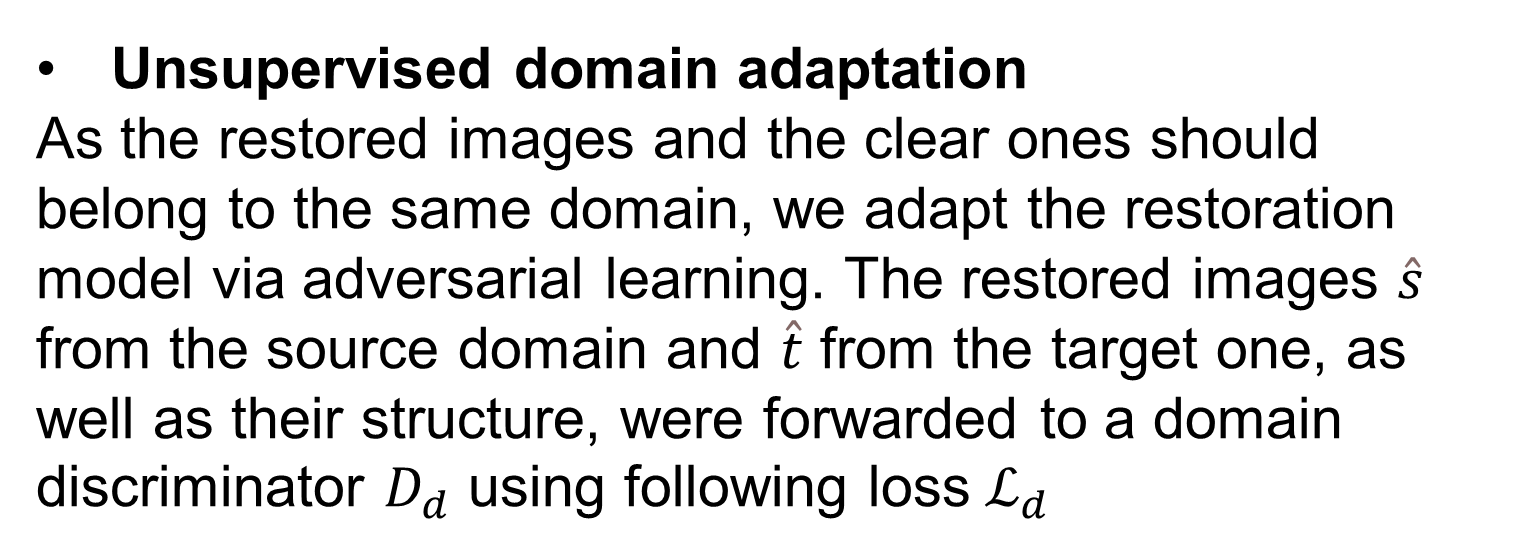 • Unsupervised domain adaptation
As the restored images and the clear ones should
belong to the same domain, we adapt the restoration
model via adversarial learning. The restored images ŝ
from the source domain and t̂ from the target one, as
well as their structure, were forwarded to a domain
discriminator D_d using following loss ℒ_d